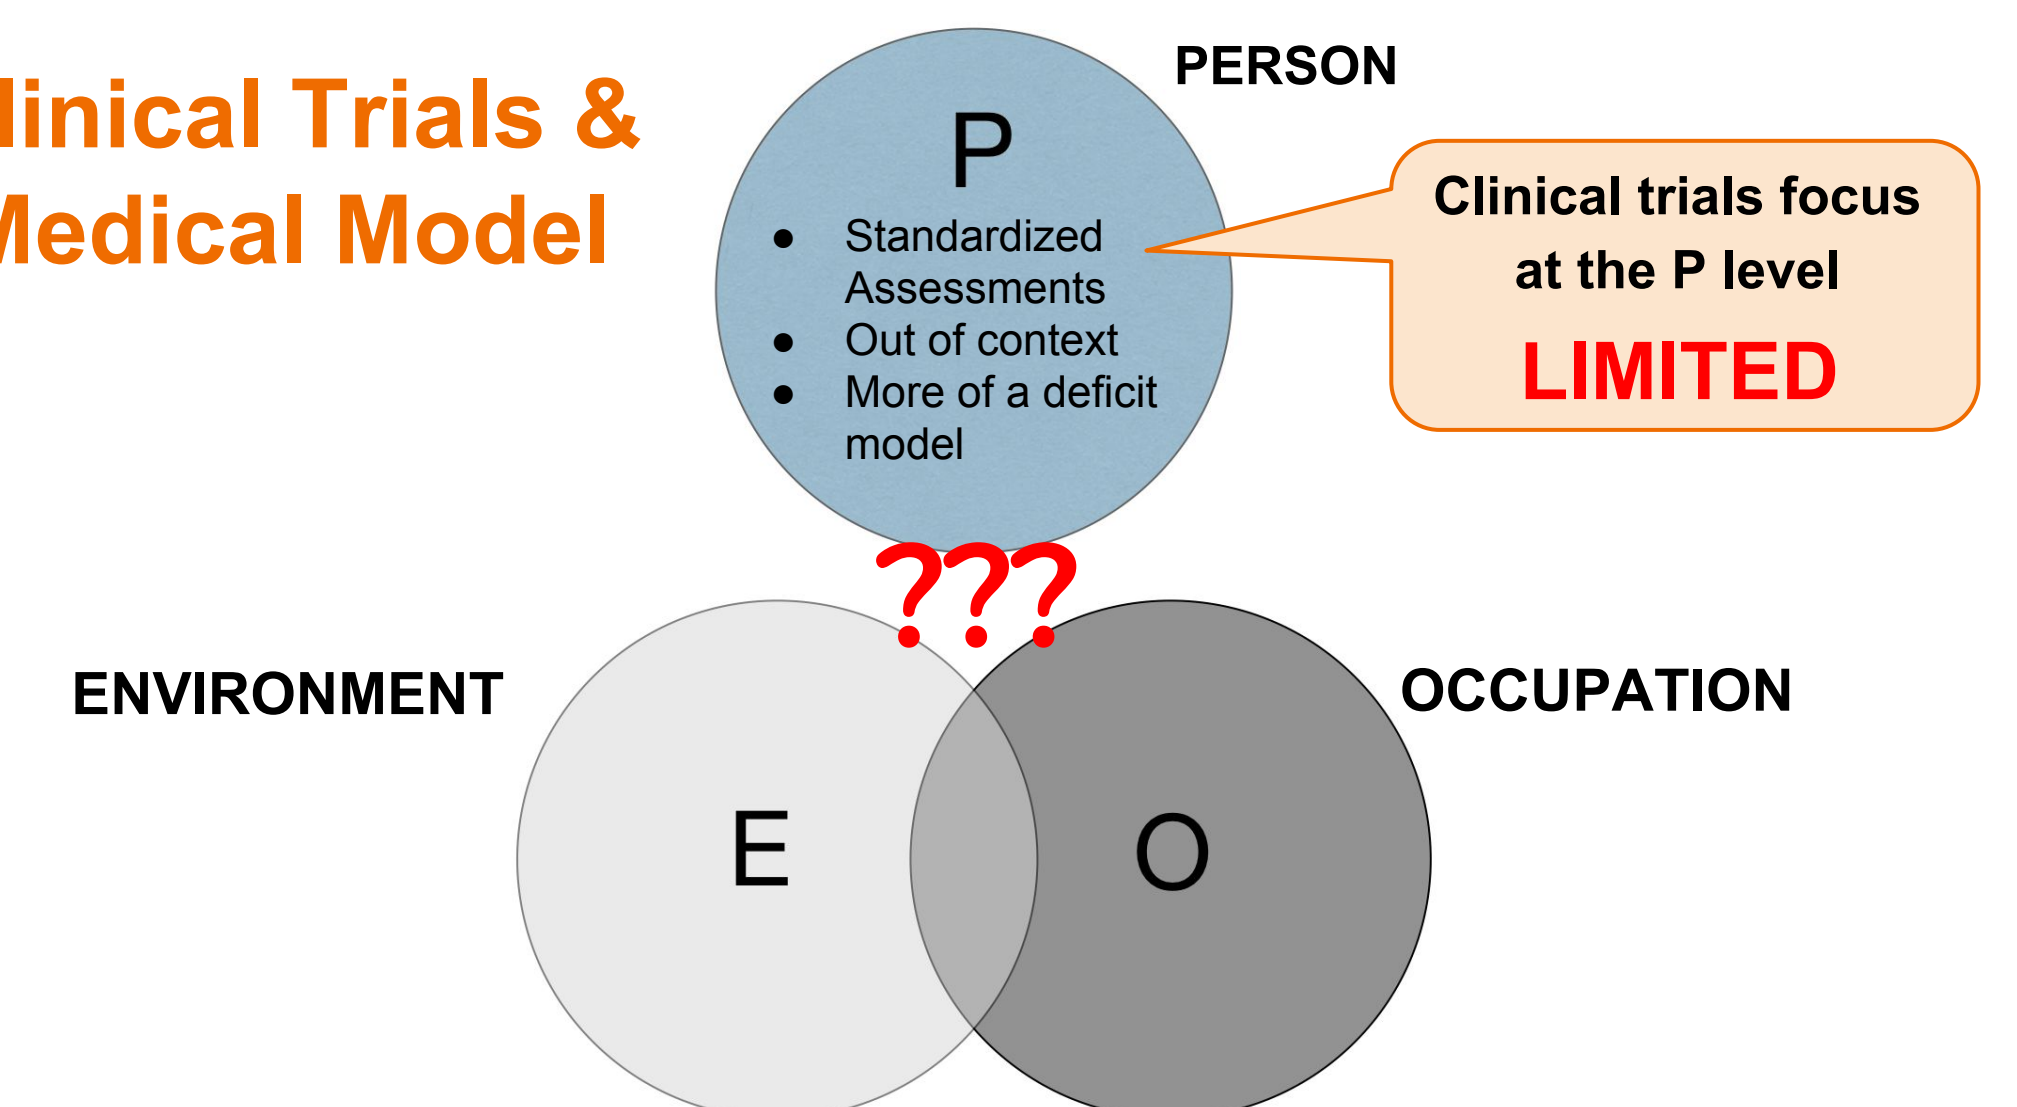 linical Trials &
Medical Model
PERSON
P
● Standardized
Assessments
● Out of context
● More of a deficit
model
Clinical trials focus
at the P level
LIMITED
???
ENVIRONMENT
OCCUPATION
E
O